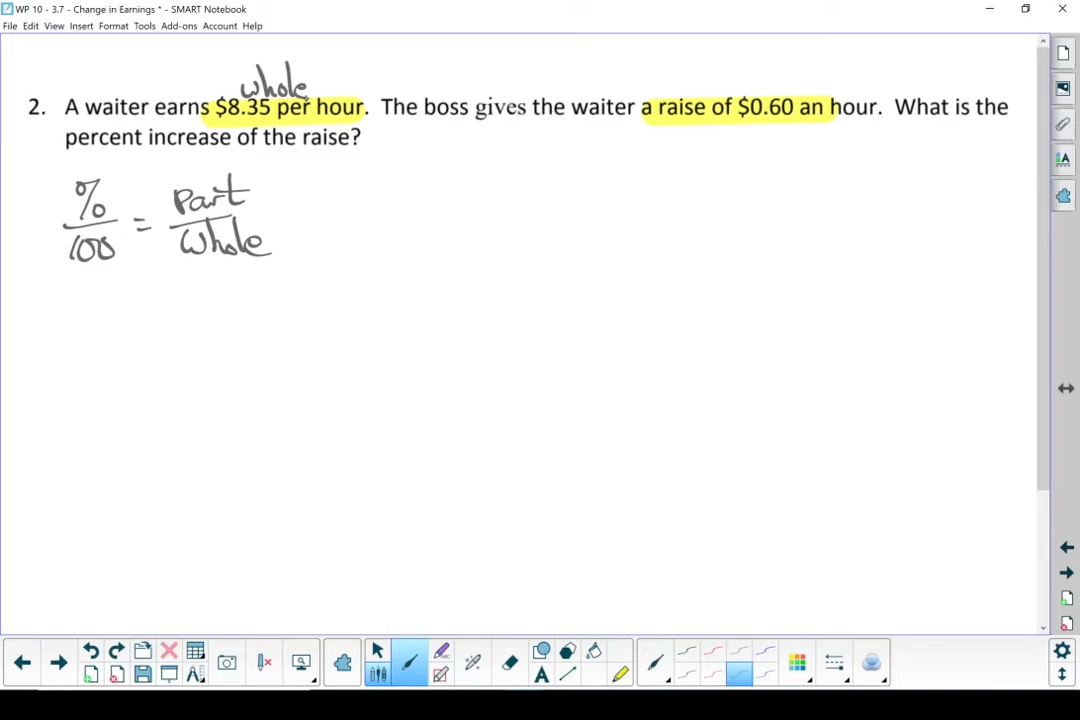 WP 10 - 3.7 - Change in Earnings * - SMART Notebook
File Edit View Insert Format Tools Add-ons Account Help
whole
2. A waiter earns $8.35 per hour. The boss gives the waiter a raise of $0.60 an hour. What is the
percent increase of the raise?
% = part
100 whole